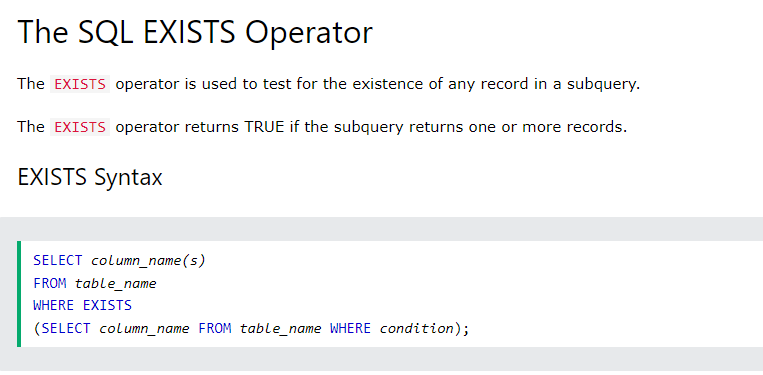 The SQL EXISTS Operator
The EXISTS operator is used to test for the existence of any record in a subquery.
The EXISTS operator returns TRUE if the subquery returns one or more records.
EXISTS Syntax
SELECT column_name(s)
FROM table_name
WHERE EXISTS
(SELECT column_name FROM table_name WHERE condition);